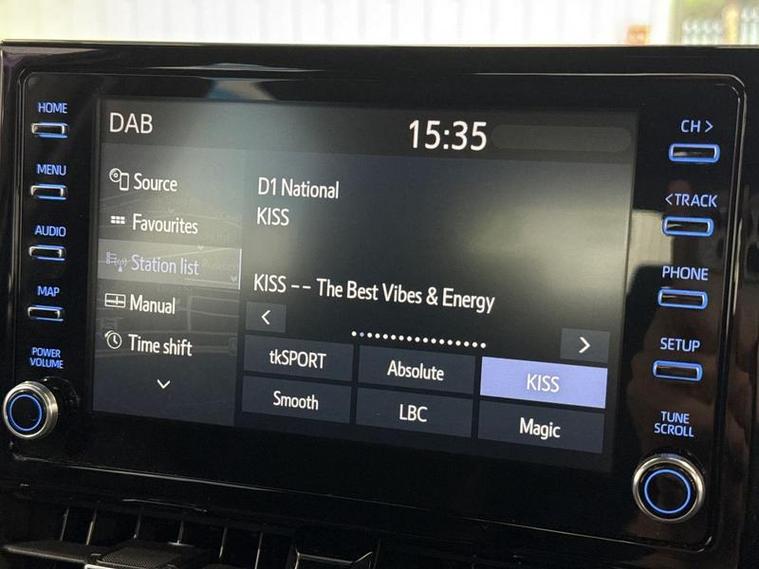 HOME
MENU
AUDIO
MAP
POWER
VOLUME
DAB
15:35
Source
Favourites
Station list
Manual
Time shift
D1 National
KISS
KISS -- The Best Vibes & Energy
tkSPORT
Absolute
KISS
Smooth
LBC
Magic
CH >
< TRACK
PHONE
SETUP
TUNE
SCROLL